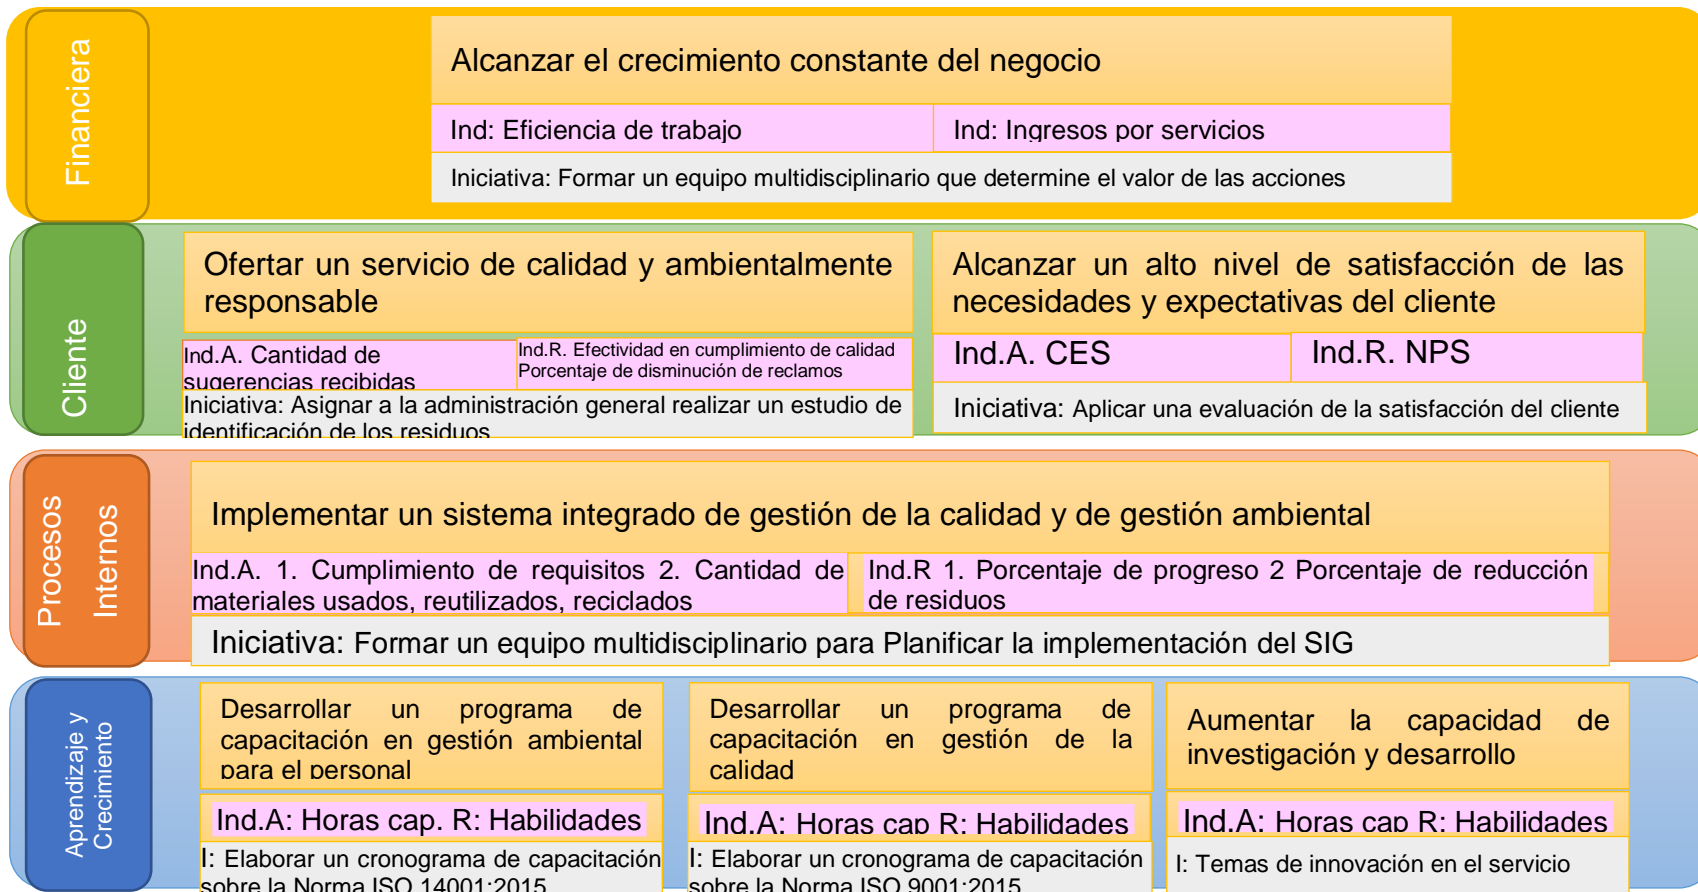 Financiera
Alcanzar el crecimiento constante del negocio
Ind: Eficiencia de trabajo
Ind: Ingresos por servicios
Iniciativa: Formar un equipo multidisciplinario que determine el valor de las acciones
Cliente
Ofertar un servicio de calidad y ambientalmente
responsable
Ind.A. Cantidad de
sugerencias recibidas
Ind.R. Efectividad en cumplimiento de calidad
Porcentaje de disminución de reclamos
Iniciativa: Asignar a la administración general realizar un estudio de
identificación de los residuos
Alcanzar un alto nivel de satisfacción de las
necesidades y expectativas del cliente
Ind.A. CES
Ind.R. NPS
Iniciativa: Aplicar una evaluación de la satisfacción del cliente
Procesos
Internos
Implementar un sistema integrado de gestión de la calidad y de gestión ambiental
Ind.A. 1. Cumplimiento de requisitos 2. Cantidad de
materiales usados, reutilizados, reciclados
Ind.R 1. Porcentaje de progreso 2 Porcentaje de reducción
de residuos
Iniciativa: Formar un equipo multidisciplinario para Planificar la implementación del SIG
Aprendizaje y
Crecimiento
Desarrollar un programa de
capacitación en gestión ambiental
para el personal
Ind.A: Horas cap. R: Habilidades
I: Elaborar un cronograma de capacitación
sobre la Norma ISO 14001:2015
Desarrollar un programa de
capacitación en gestión de la
calidad
Ind.A: Horas cap R: Habilidades
I: Elaborar un cronograma de capacitación
sobre la Norma ISO 9001:2015
Aumentar la capacidad de
investigación y desarrollo
Ind.A: Horas cap R: Habilidades
I: Temas de innovación en el servicio